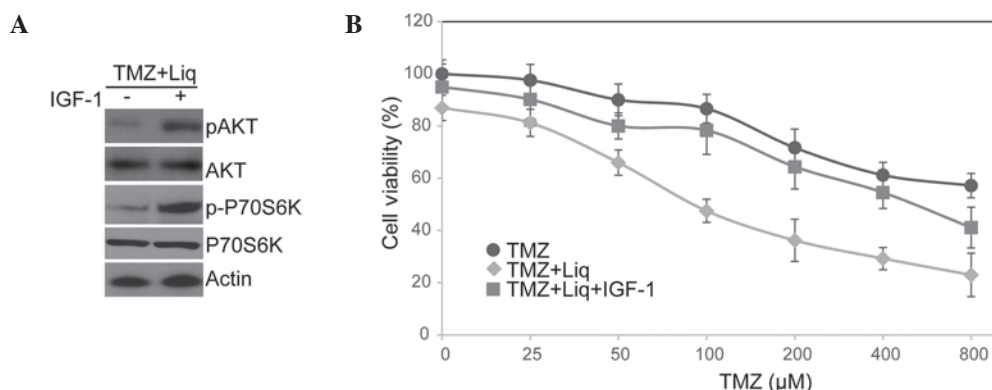 A
TMZ+Liq
IGF-1 - +
pAKT
AKT
p-P70S6K
P70S6K
Actin
B
Cell viability (%)
120
100
80
60
40
20
0
TMZ
TMZ+Liq
TMZ+Liq+IGF-1
0 25 50 100 200 400 800
TMZ (μM)